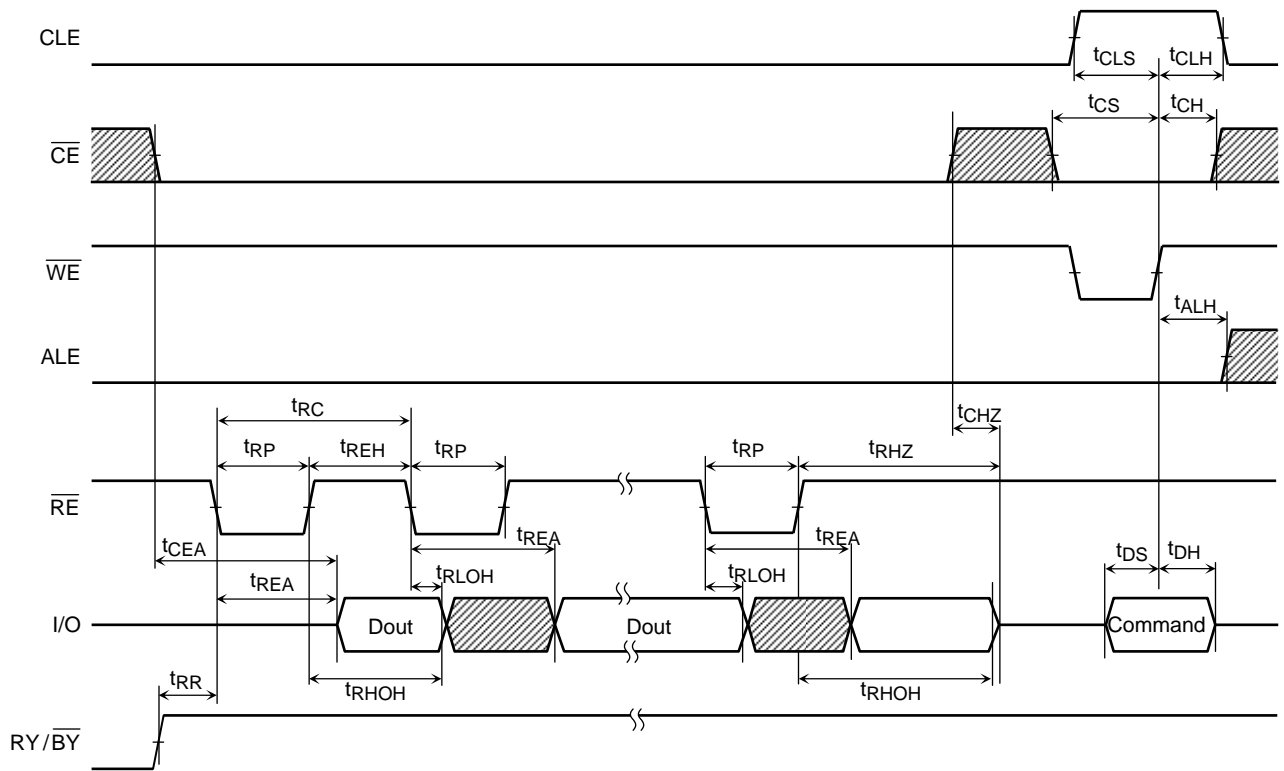 CLE
tCLS tCLH
tCS tCH
CE
WE
tALH
ALE
tRC
tCHZ
tRP tREH tRP tRP tRHZ
RE
tCEA tREA tREA
tDS tDH
tREA tRLOH tRLOH
I/O Dout Dout Command
tRR tRHOH tRHOH
RY/BY